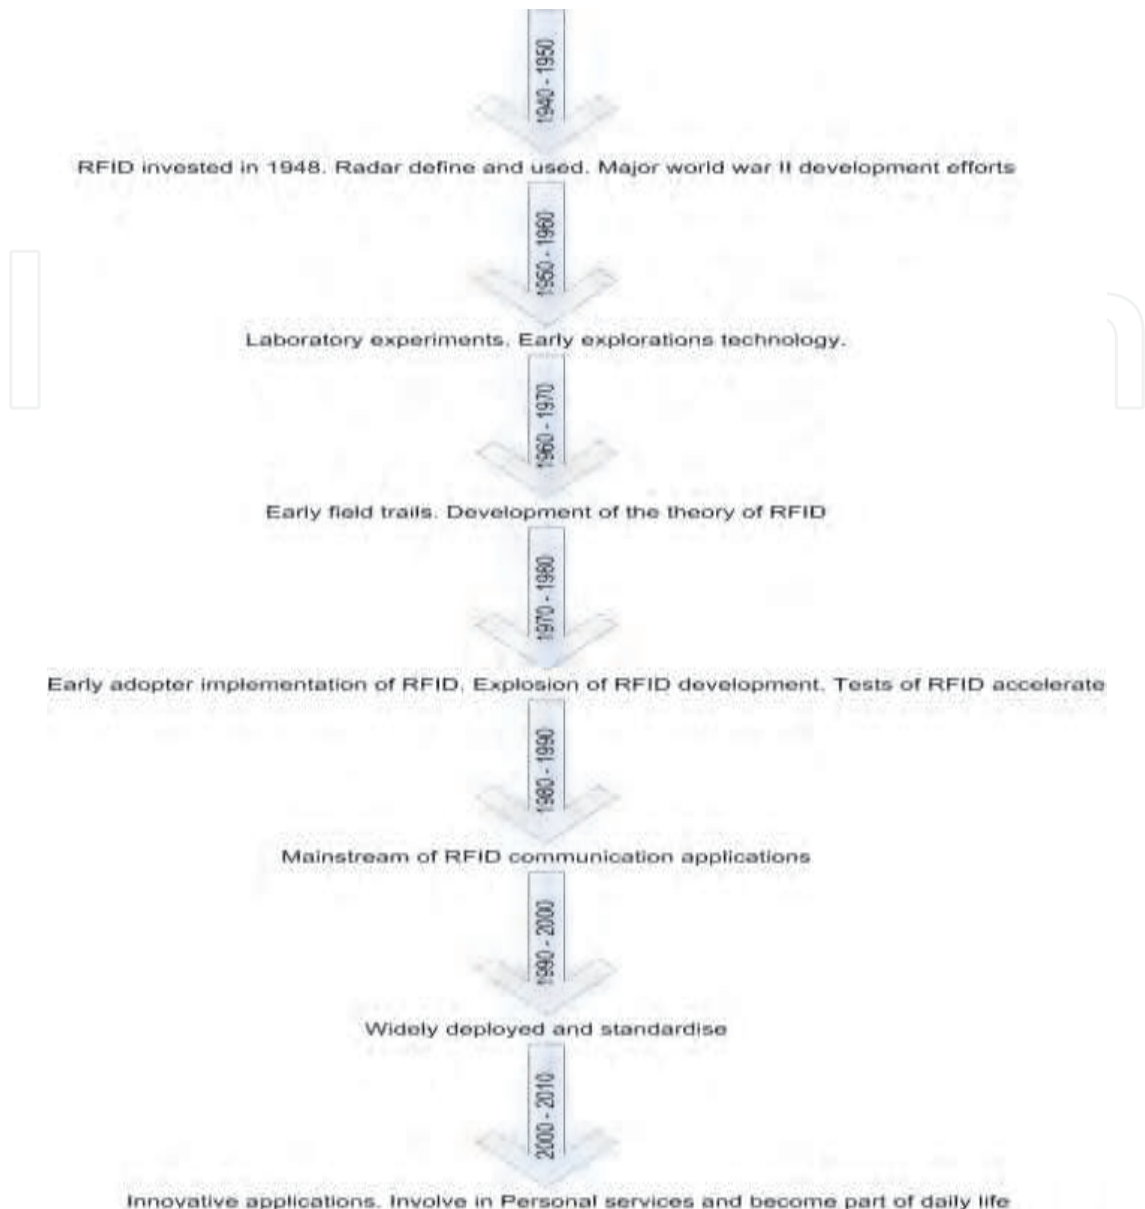 1940 - 1950
RFID invested in 1948. Radar define and used. Major world war II development efforts
1950 - 1960
Laboratory experiments. Early explorations technology.
1960 - 1970
Early field trails. Development of the theory of RFID
1970 - 1980
Early adopter implementation of RFID. Explosion of RFID development. Tests of RFID accelerate
1980 - 1990
Mainstream of RFID communication applications
1990 - 2000
Widely deployed and standardise
2000 - 2010
Innovative applications. Involve in Personal services and become part of daily life